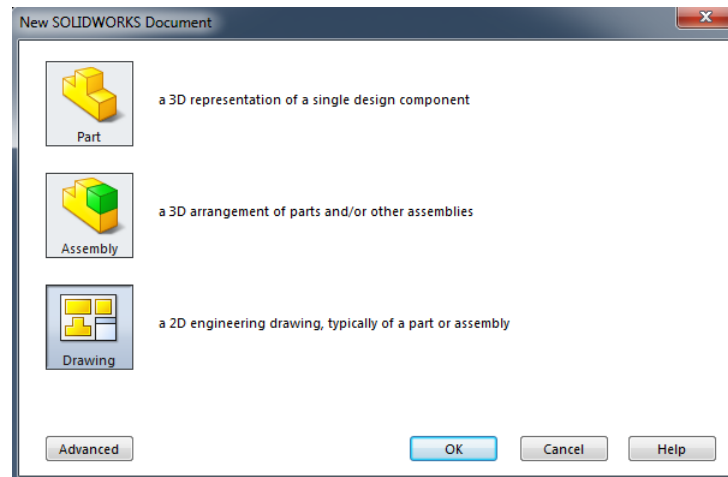 New SOLIDWORKS Document
a 3D representation of a single design component
Part
a 3D arrangement of parts and/or other assemblies
Assembly
a 2D engineering drawing, typically of a part or assembly
Drawing
Advanced OK Cancel Help